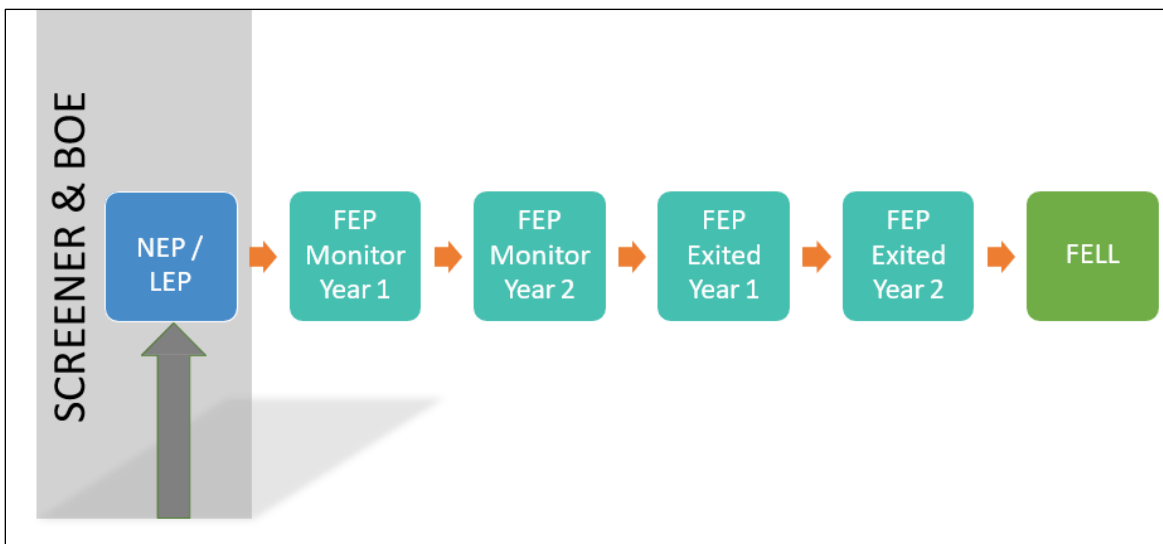 SCREENER & BOE
NEP /
LEP
FEP
Monitor
Year 1
FEP
Monitor
Year 2
FEP
Exited
Year 1
FEP
Exited
Year 2
FELL